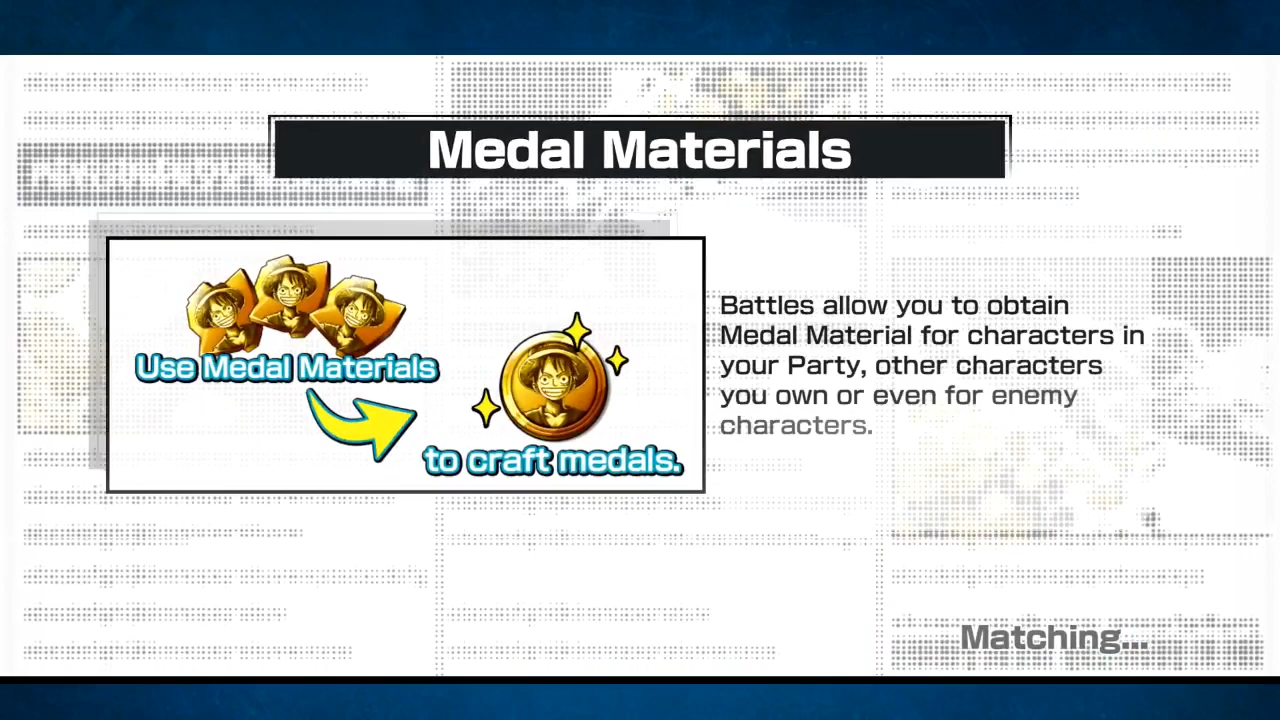 Medal Materials
Use Medal Materials
to craft medals.
Battles allow you to obtain
Medal Material for characters in
your Party, other characters
you own or even for enemy
characters.
Matching...